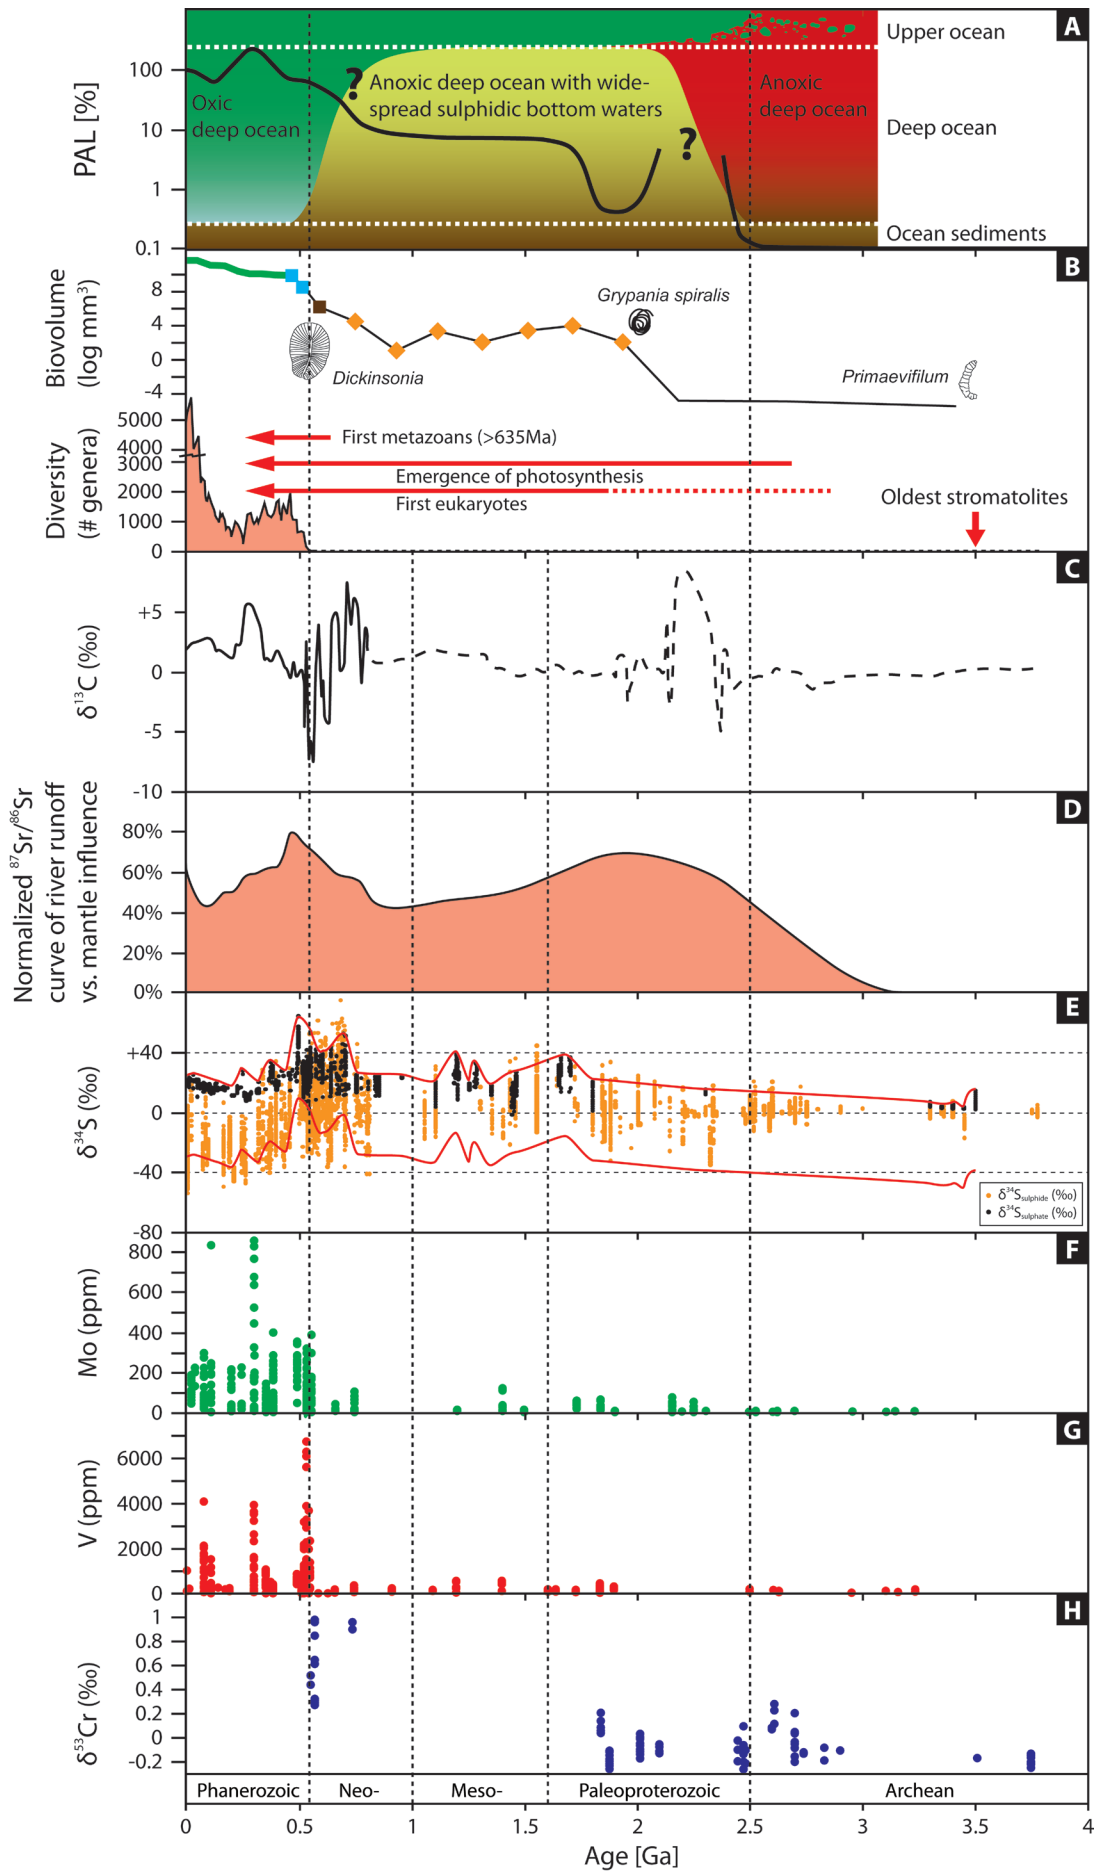 A
Upper ocean
100
10
1
0.1
PAL [%]
Oxic
deep ocean
?
Anoxic deep ocean with wide-
spread sulphidic bottom waters
?
Anoxic
deep ocean
Deep ocean
Ocean sediments
B
8
4
0
-4
Biovolume
(log mm³)
Grypania spiralis
Dickinsonia
Primaevifilum
5000
4000
3000
2000
1000
0
Diversity
(# genera)
First metazoans (>635Ma)
Emergence of photosynthesis
First eukaryotes
Oldest stromatolites
C
+5
0
-5
-10
δ¹³C (‰)
D
80%
60%
40%
20%
0%
Normalized ⁸⁷Sr/⁸⁶Sr
curve of river runoff
vs. mantle influence
E
+40
0
-40
-80
δ³⁴S (‰)
δ³⁴Ssulphide (‰)
δ³⁴Ssulphate (‰)
F
800
600
400
200
0
Mo (ppm)
G
6000
4000
2000
0
V (ppm)
H
1
0.8
0.6
0.4
0.2
0
-0.2
δ⁵³Cr (‰)
Phanerozoic Neo- Meso- Paleoproterozoic Archean
0 0.5 1 1.5 2 2.5 3 3.5 4
Age [Ga]